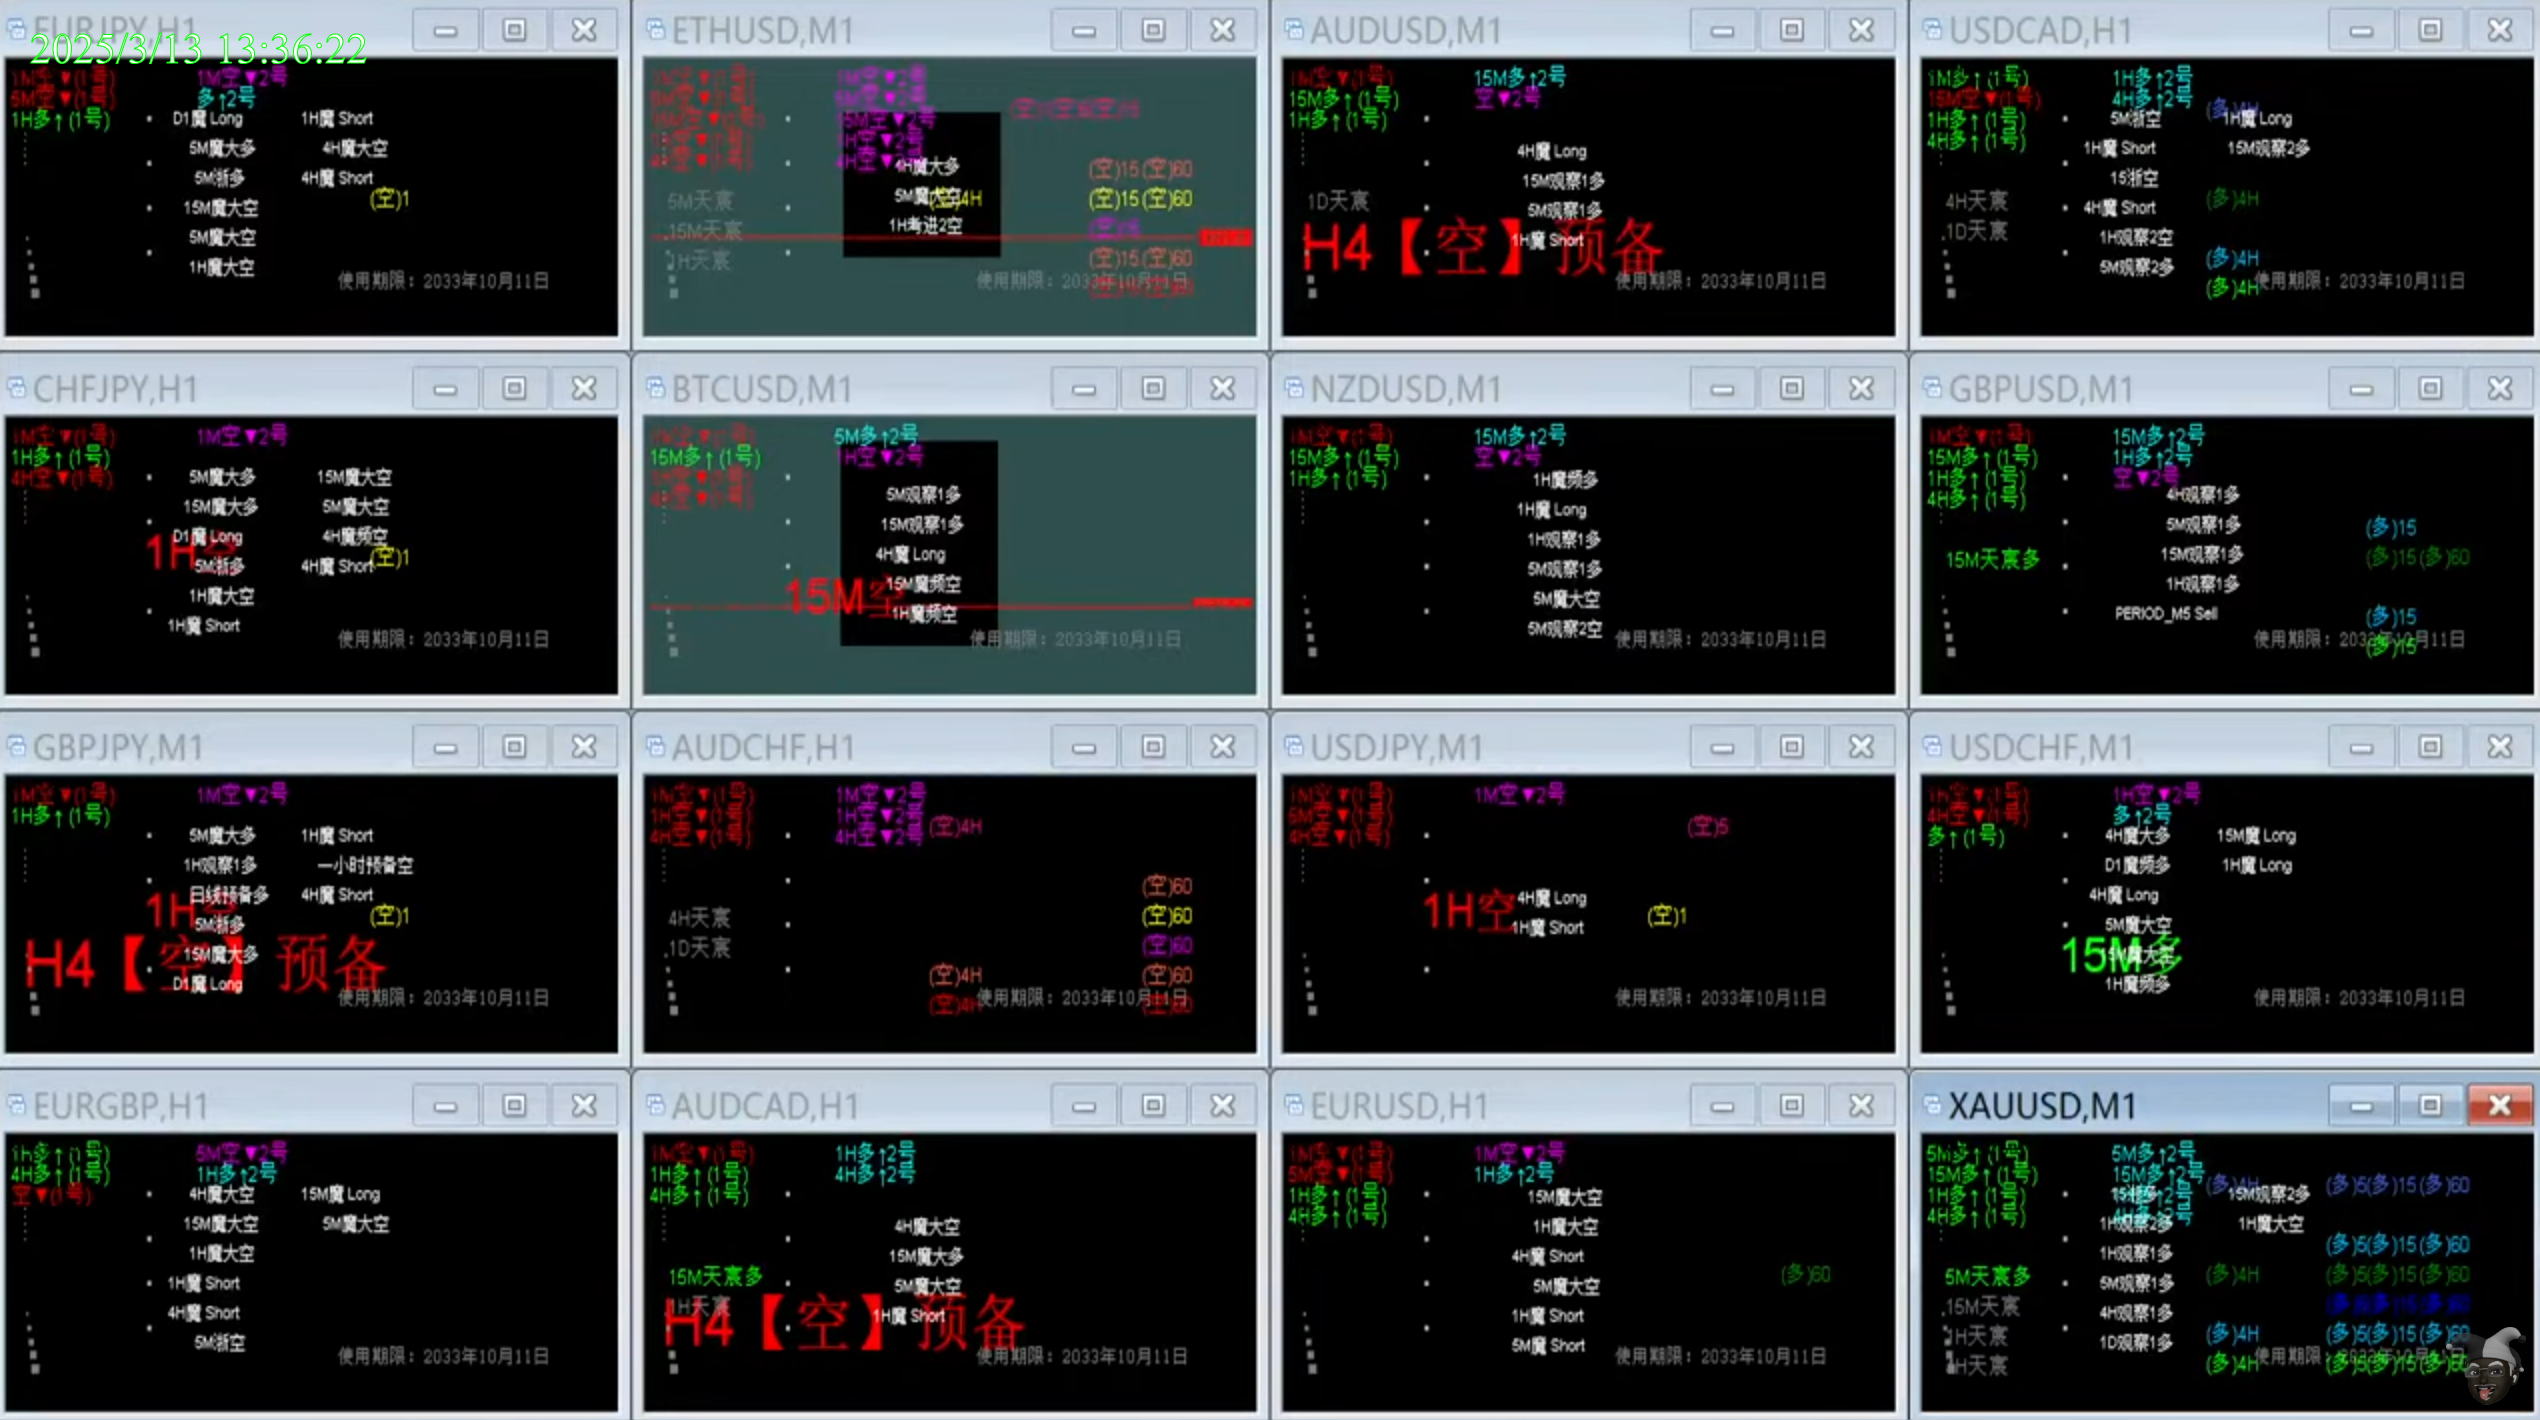 EURJPY,H1
2025/3/13 13:36:22
1M空▼(1号)
5M空▼(1号)
1H多↑(1号)
1M空▼2号
多↑2号
D1魔 Long
1H魔 Short
5M魔大多
4H魔大空
5M浙多
4H魔 Short
(空)1
15M魔大空
5M魔大空
1H魔大空
使用期限：2033年10月11日
ETHUSD,M1
1M空▼2号
5M空▼2号
15M空▼2号
1H空▼2号
4H空▼2号
4H魔大多
(空)15(空)60
5M天宸
5M魔大空
4H
(空)15(空)60
15M天宸
1H考进2空
1H天宸
(空)15(空)60
使用期限：2033年10月11日
AUDUSD,M1
1M空▼(1号)
15M多↑(1号)
1H多↑(1号)
15M多↑2号
空▼2号
4H魔 Long
15M观察1多
1D天宸
5M观察1多
H4【空】预备
1H魔 Short
使用期限：2033年10月11日
USDCAD,H1
1M多↑(1号)
15M空▼(1号)
1H多↑(1号)
4H多↑(1号)
1H多↑2号
4H多↑2号
(多)4H
5M浙空
1H魔 Long
1H魔 Short
15M观察2多
15浙空
4H天宸
4H魔 Short
(多)4H
1D天宸
1H观察2空
5M观察2多
(多)4H
(多)4H
使用期限：2033年10月11日
CHFJPY,H1
1M空▼(1号)
1H多↑(1号)
4H空▼(1号)
1M空▼2号
5M魔大多
15M魔大空
15M魔大多
5M魔大空
D1魔 Long
4H魔频空
1H空
5M浙多
4H魔 Short
(空)1
1H魔大空
1H魔 Short
使用期限：2033年10月11日
BTCUSD,M1
15M多↑(1号)
5M多↑2号
1H空▼2号
5M观察1多
15M观察1多
4H魔 Long
15M空
15M魔频空
1H魔频空
使用期限：2033年10月11日
NZDUSD,M1
1M空▼(1号)
15M多↑(1号)
1H多↑(1号)
15M多↑2号
空▼2号
1H魔频多
1H魔 Long
1H观察1多
5M观察1多
5M魔大空
5M观察2空
使用期限：2033年10月11日
GBPUSD,M1
1M空▼(1号)
15M多↑(1号)
1H多↑(1号)
4H多↑(1号)
15M多↑2号
1H多↑2号
空▼2号
4H观察1多
5M观察1多
(多)15
15M天宸多
15M观察1多
(多)15(多)60
1H观察1多
PERIOD_M5 Sell
(多)15
(多)15
使用期限：2033年10月11日
GBPJPY,M1
1M空▼(1号)
1H多↑(1号)
1M空▼2号
5M魔大多
1H魔 Short
1H观察1多
一小时预备空
日线预备多
4H魔 Short
1H空
5M浙多
(空)1
H4【空】预备
15M魔大多
D1魔 Long
使用期限：2033年10月11日
AUDCHF,H1
1M空▼(1号)
1H空▼(1号)
4H空▼(1号)
1M空▼2号
1H空▼2号
4H空▼2号
(空)4H
(空)60
4H天宸
(空)60
1D天宸
(空)60
(空)4H
(空)60
(空)4H
(空)60
使用期限：2033年10月11日
USDJPY,M1
1M空▼(1号)
5M空▼(1号)
4H空▼(1号)
1M空▼2号
(空)5
1H空
4H魔 Long
(空)1
1H魔 Short
使用期限：2033年10月11日
USDCHF,M1
1H空▼(1号)
4H空▼(1号)
多↑(1号)
1H空▼2号
多↑2号
4H魔大多
15M魔 Long
D1魔频多
1H魔 Long
4H魔 Long
5M魔大空
15M多
15M魔大空
1H魔频多
使用期限：2033年10月11日
EURGBP,H1
1H多↑(1号)
4H多↑(1号)
空▼(1号)
5M空▼2号
1H多↑2号
4H魔大空
15M魔 Long
15M魔大空
5M魔大空
1H魔大空
1H魔 Short
4H魔 Short
5M浙空
使用期限：2033年10月11日
AUDCAD,H1
1M空▼(1号)
1H多↑(1号)
4H多↑(1号)
1H多↑2号
4H多↑2号
4H魔大空
15M魔大多
15M天宸多
5M魔大空
1H天宸
H4【空】预备
1H魔 Short
使用期限：2033年10月11日
EURUSD,H1
1M空▼(1号)
5M空▼(1号)
1H多↑(1号)
4H多↑(1号)
1M空▼2号
1H多↑2号
15M魔大空
1H魔大空
4H魔 Short
(多)60
5M魔大空
1H魔 Short
5M魔 Short
使用期限：2033年10月11日
XAUUSD,M1
5M多↑(1号)
15M多↑(1号)
1H多↑(1号)
4H多↑(1号)
5M多↑2号
15M多↑2号
(多)4H
15M观察2多
(多)5(多)15(多)60
1H观察2多
1H魔大空
1H观察1多
(多)5(多)15(多)60
5M天宸多
5M观察1多
(多)4H
(多)5(多)15(多)60
15M天宸
4H观察1多
1H天宸
1D观察1多
(多)4H
(多)5(多)15(多)60
4H天宸
(多)4H
(多)5(多)15(多)60
使用期限：